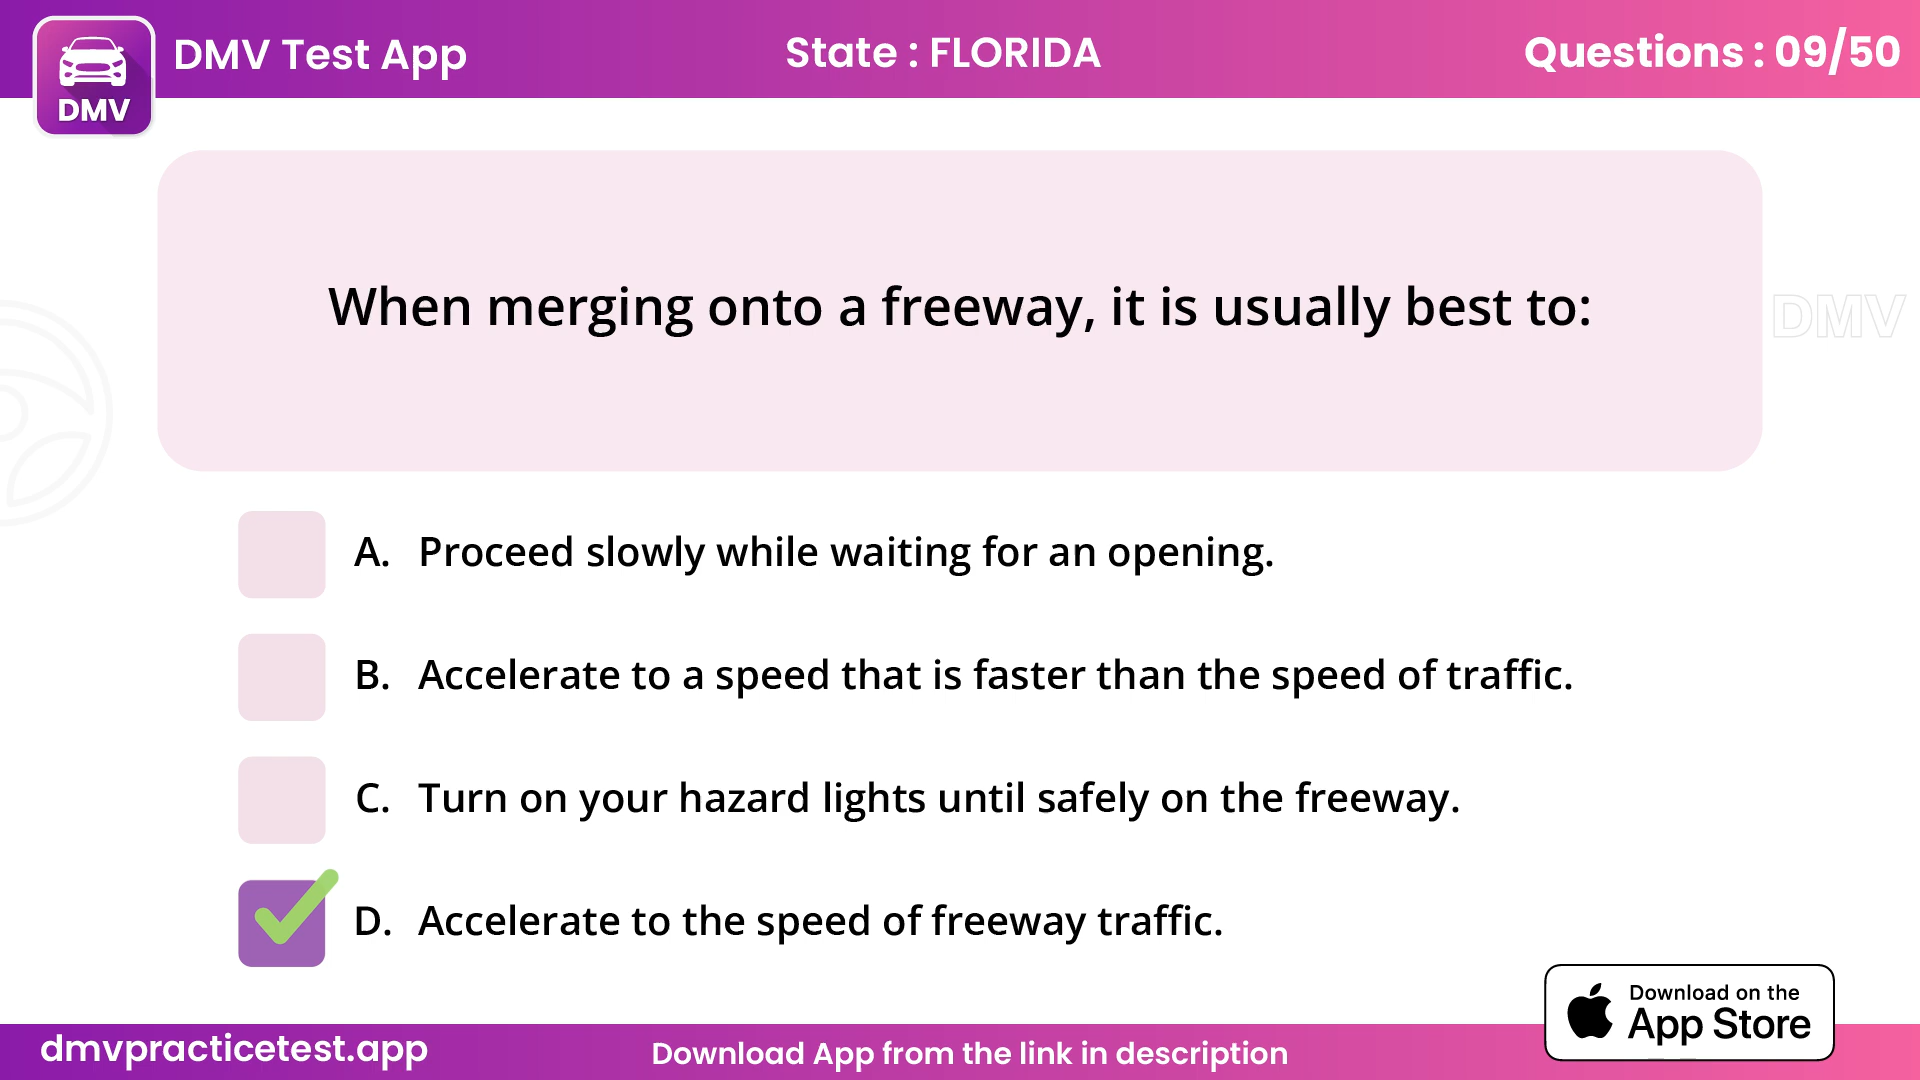 DMV Test App
State : FLORIDA
Questions : 09/50
DMV
When merging onto a freeway, it is usually best to:
DMV
A. Proceed slowly while waiting for an opening.
B. Accelerate to a speed that is faster than the speed of traffic.
C. Turn on your hazard lights until safely on the freeway.
D. Accelerate to the speed of freeway traffic.
Download on the
App Store
dmvpracticetest.app
Download App from the link in description